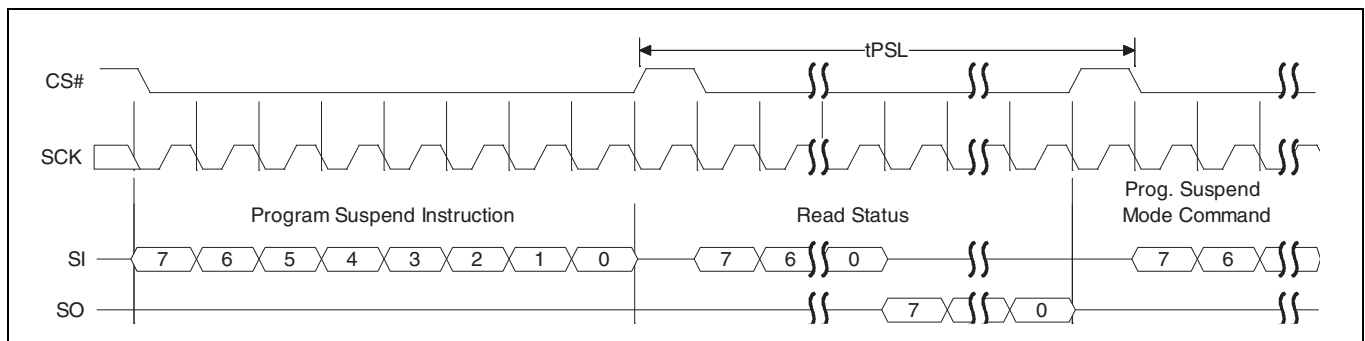 tPSL
CS#
SCK
Prog. Suspend
Program Suspend Instruction Read Status Mode Command
SI 7 6 5 4 3 2 1 0 7 6 0 7 6
SO 7 0